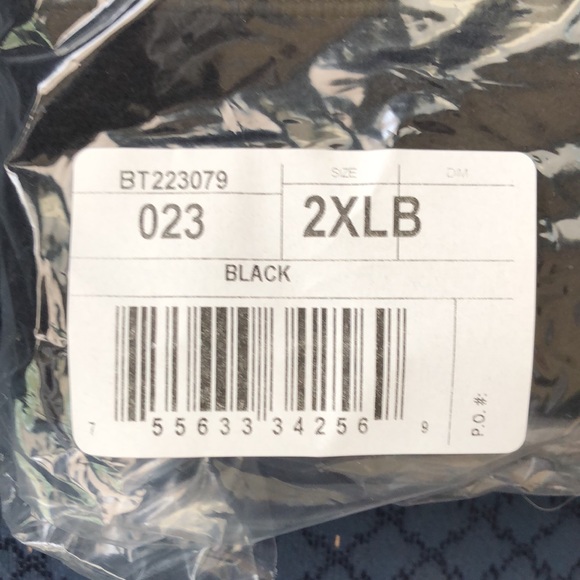 BT223079
SIZE
DIM
023
2XLB
BLACK
7 55633 34256 9
P.O. #: